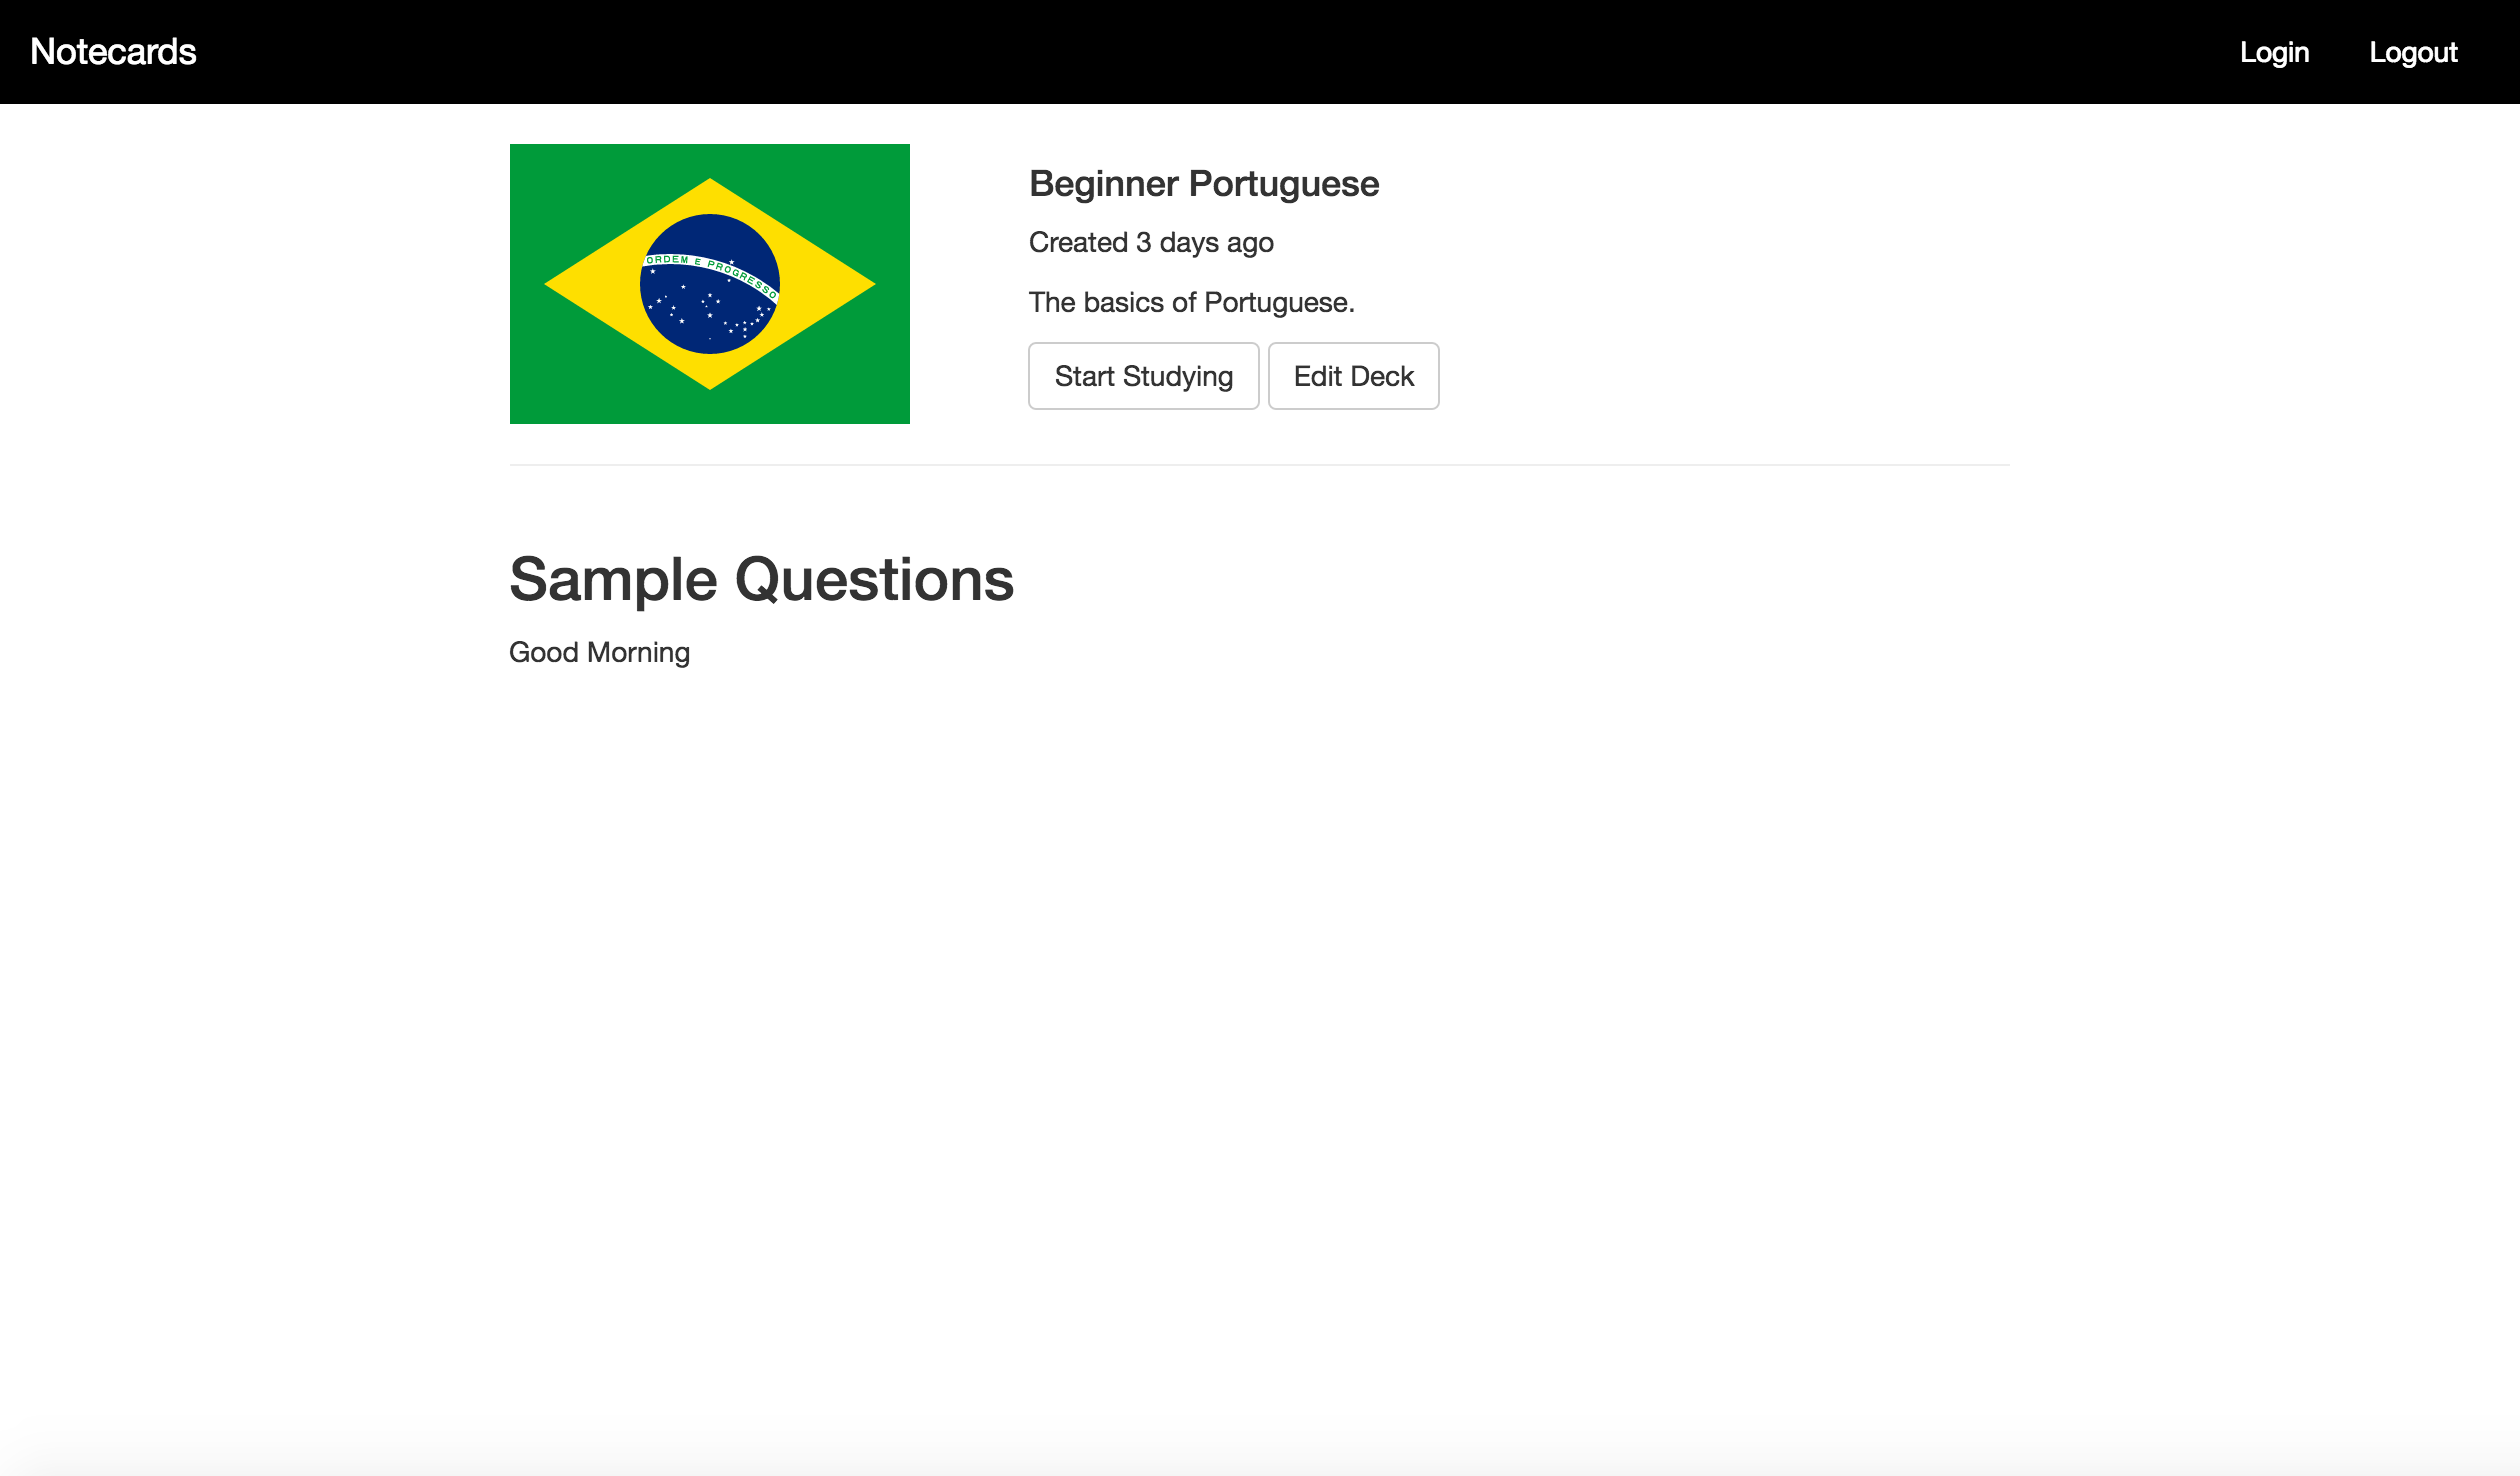 Notecards
Login
Logout
ORDEM E PROGRESSO
Beginner Portuguese
Created 3 days ago
The basics of Portuguese.
Start Studying
Edit Deck
Sample Questions
Good Morning